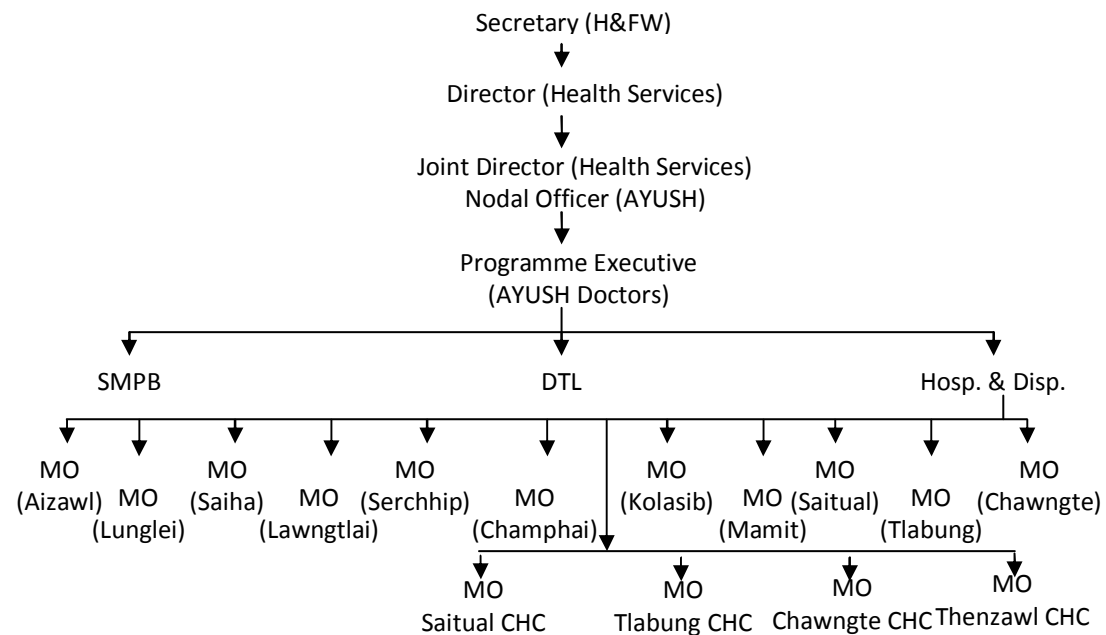 Secretary (H&FW)
Director (Health Services)
Joint Director (Health Services)
Nodal Officer (AYUSH)
Programme Executive
(AYUSH Doctors)
SMPB
DTL
Hosp. & Disp.
MO
(Aizawl)
MO
(Lunglei)
MO
(Saiha)
MO
(Lawngtlai)
MO
(Serchhip)
MO
(Champhai)
MO
(Kolasib)
MO
(Mamit)
MO
(Saitual)
MO
(Tlabung)
MO
(Chawngte)
MO
Saitual CHC
MO
Tlabung CHC
MO
Chawngte CHC
MO
Thenzawl CHC